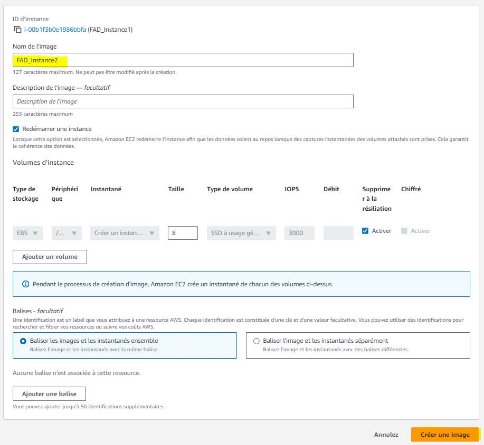 ID d'instance
i-00b1f3b0e1986bbfa (FAD_Instance1)
Nom de l'image
FAD_Instance2
127 caractères maximum. Ne peut pas être modifié après la création.
Description de l'image — facultatif
Description de l'image
255 caractères maximum
Redémarrer une instance
Lorsque cette option est sélectionnée, Amazon EC2 redémarre l'instance afin que les données soient au repos lorsque des captures instantanées des volumes attachés sont prises. Cela garantit
la cohérence des données.
Volumes d'instance
Type de stockage Périphérique Instantané Taille Type de volume IOPS Débit Supprimer à la résiliation Chiffré
EBS /... Créer un instan... 8 SSD à usage gé... 3000 Activer Activer
Ajouter un volume
Pendant le processus de création d'image, Amazon EC2 crée un instantané de chacun des volumes ci-dessus.
Balises - facultatif
Une identification est un label que vous attribuez à une ressource AWS. Chaque identification est constituée d'une clé et d'une valeur facultative. Vous pouvez utiliser des identifications pour
rechercher et filtrer vos ressources ou suivre vos coûts AWS.
Baliser les images et les instantanés ensemble
Balisez l'image et les instantanés avec la même balise.
Baliser l'image et les instantanés séparément
Balisez l'image et les instantanés avec des balises différentes.
Aucune balise n'est associée à cette ressource.
Ajouter une balise
Vous pouvez ajouter jusqu'à 50 identifications supplémentaires.
Annulez
Créer une image